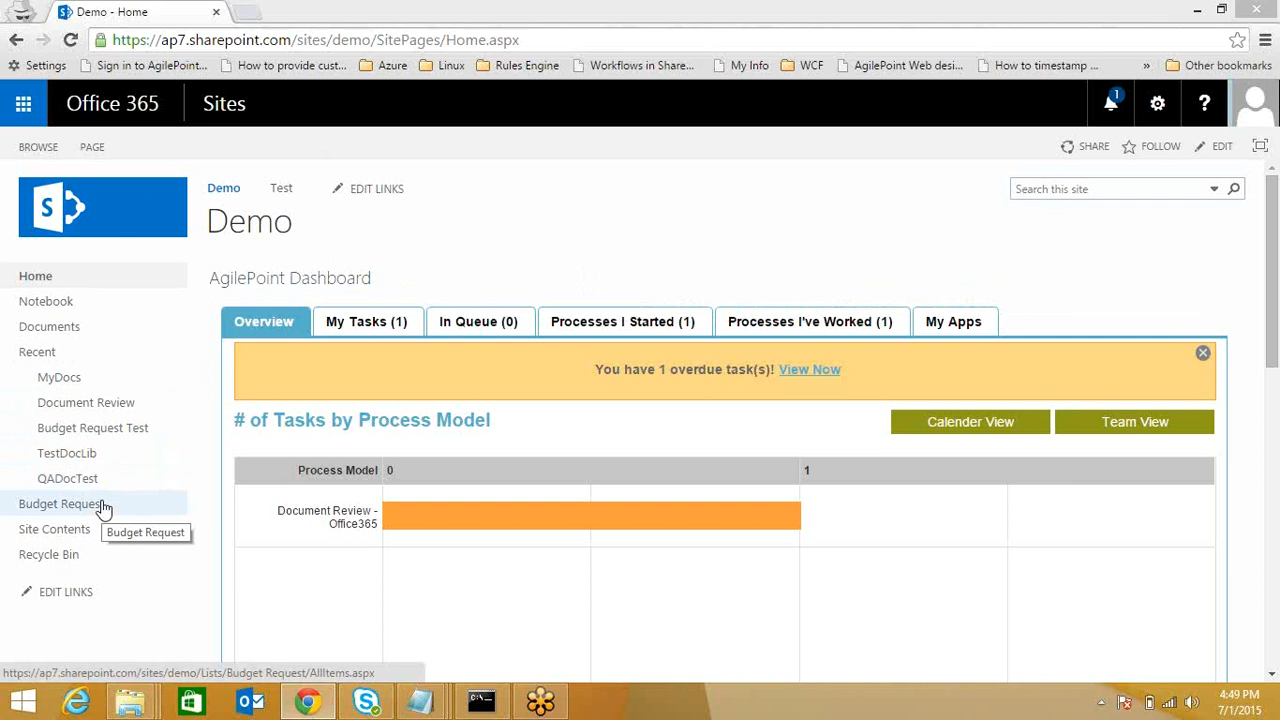 Demo - Home
https://ap7.sharepoint.com/sites/demo/SitePages/Home.aspx
Settings
Sign in to AgilePoint...
How to provide cust...
Azure
Linux
Rules Engine
Workflows in Share...
My Info
WCF
AgilePoint Web desi...
How to timestamp ...
»
Other bookmarks
Office 365
Sites
1
?
BROWSE
PAGE
SHARE
FOLLOW
EDIT
S
Demo
Test
EDIT LINKS
Search this site
Demo
Home
Notebook
Documents
Recent
MyDocs
Document Review
Budget Request Test
TestDocLib
QADocTest
Budget Reques
Budget Request
Site Contents
Recycle Bin
EDIT LINKS
AgilePoint Dashboard
Overview
My Tasks (1)
In Queue (0)
Processes I Started (1)
Processes I've Worked (1)
My Apps
You have 1 overdue task(s)! View Now
# of Tasks by Process Model
Calender View
Team View
Process Model
0
1
Document Review -
Office365
https://ap7.sharepoint.com/sites/demo/Lists/Budget Request/AllItems.aspx
4:49 PM
7/1/2015